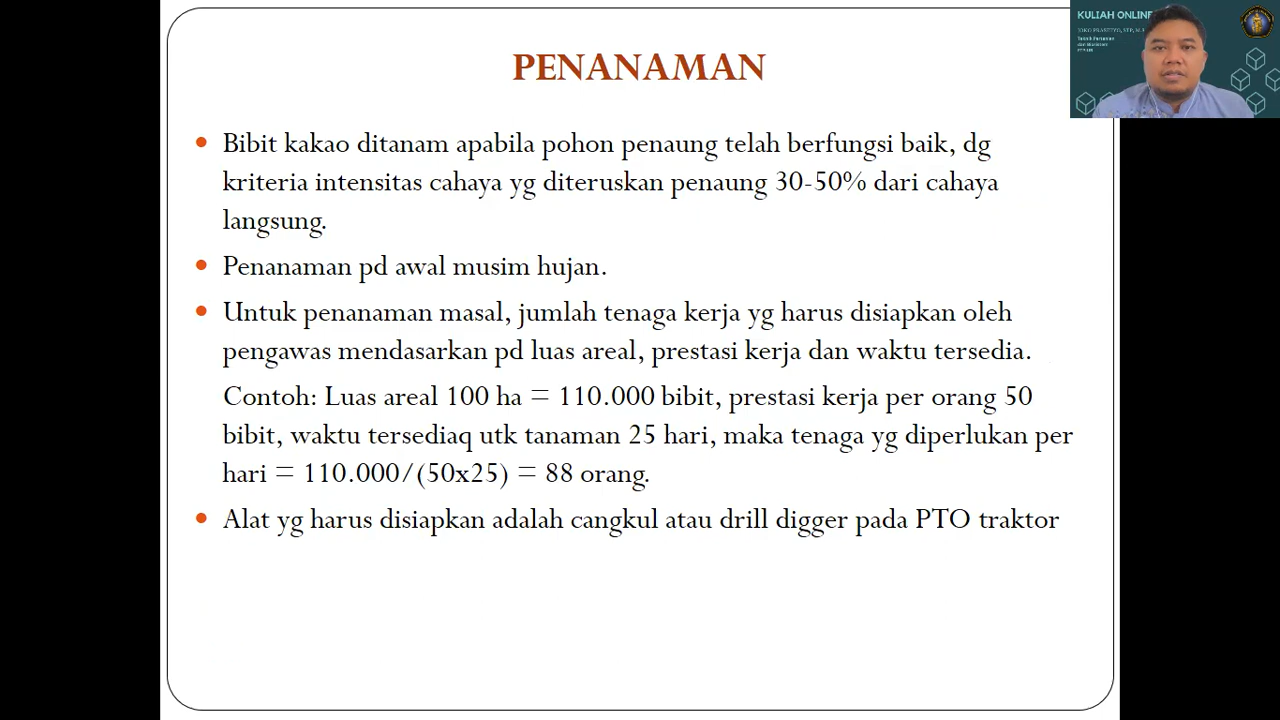 KULIAH ONLINE
PENANAMAN
Bibit kakao ditanam apabila pohon penaung telah berfungsi baik, dg
kriteria intensitas cahaya yg diteruskan penaung 30-50% dari cahaya
langsung.
Penanaman pd awal musim hujan.
Untuk penanaman masal, jumlah tenaga kerja yg harus disiapkan oleh
pengawas mendasarkan pd luas areal, prestasi kerja dan waktu tersedia.
Contoh: Luas areal 100 ha = 110.000 bibit, prestasi kerja per orang 50
bibit, waktu tersediaq utk tanaman 25 hari, maka tenaga yg diperlukan per
hari = 110.000/(50x25) = 88 orang.
Alat yg harus disiapkan adalah cangkul atau drill digger pada PTO traktor